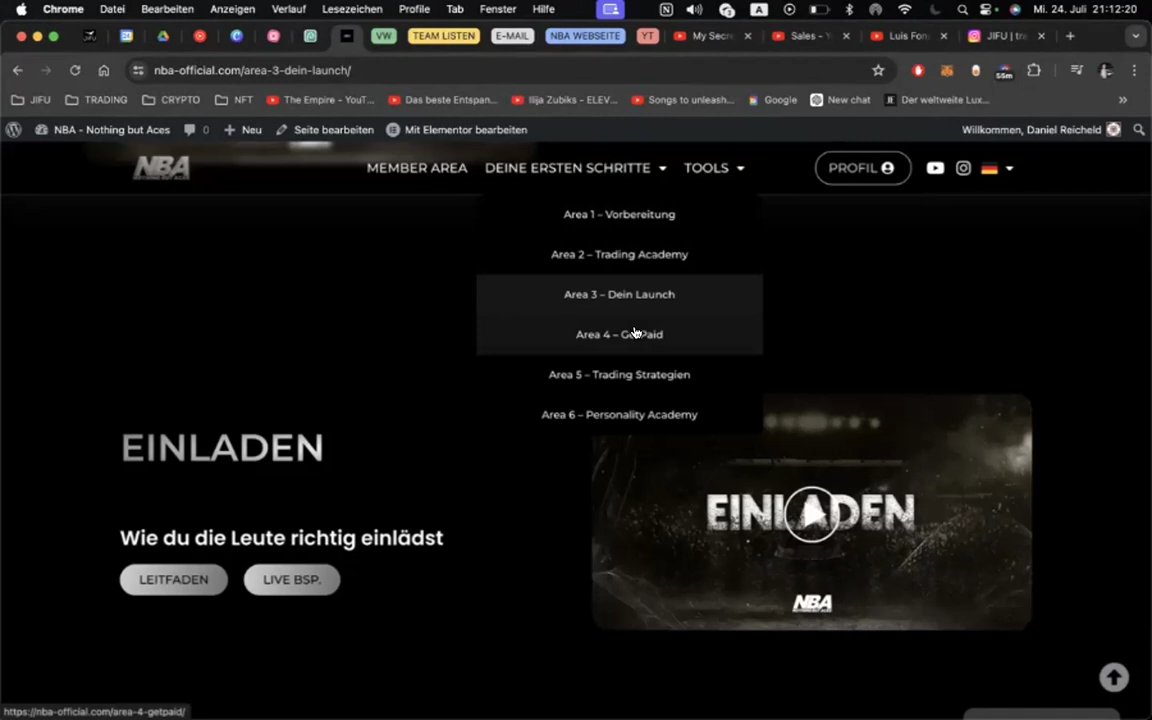 Chrome Datei Bearbeiten Anzeigen Verlauf Lesezeichen Profile Tab Fenster Hilfe A Mi. 24. Juli 21:12:20
VW TEAM LISTEN E-MAIL NBA WEBSEITE YT My Secre Sales - Y Luis Fon JIFU | tra
nba-official.com/area-3-dein-launch/ 55m
JIFU TRADING CRYPTO NFT The Empire - YouT... Das beste Entspan... Ilija Zubiks - ELEV... Songs to unleash... Google New chat Der weltweite Lux...
NBA - Nothing but Aces 0 Neu Seite bearbeiten Mit Elementor bearbeiten Willkommen, Daniel Reicheld
NBA MEMBER AREA DEINE ERSTEN SCHRITTE TOOLS PROFIL
Area 1 – Vorbereitung
Area 2 – Trading Academy
Area 3 – Dein Launch
Area 4 – GetPaid
Area 5 – Trading Strategien
Area 6 – Personality Academy
EINLADEN
EINLADEN
Wie du die Leute richtig einlädst
LEITFADEN LIVE BSP.
NBA
https://nba-official.com/area-4-getpaid/